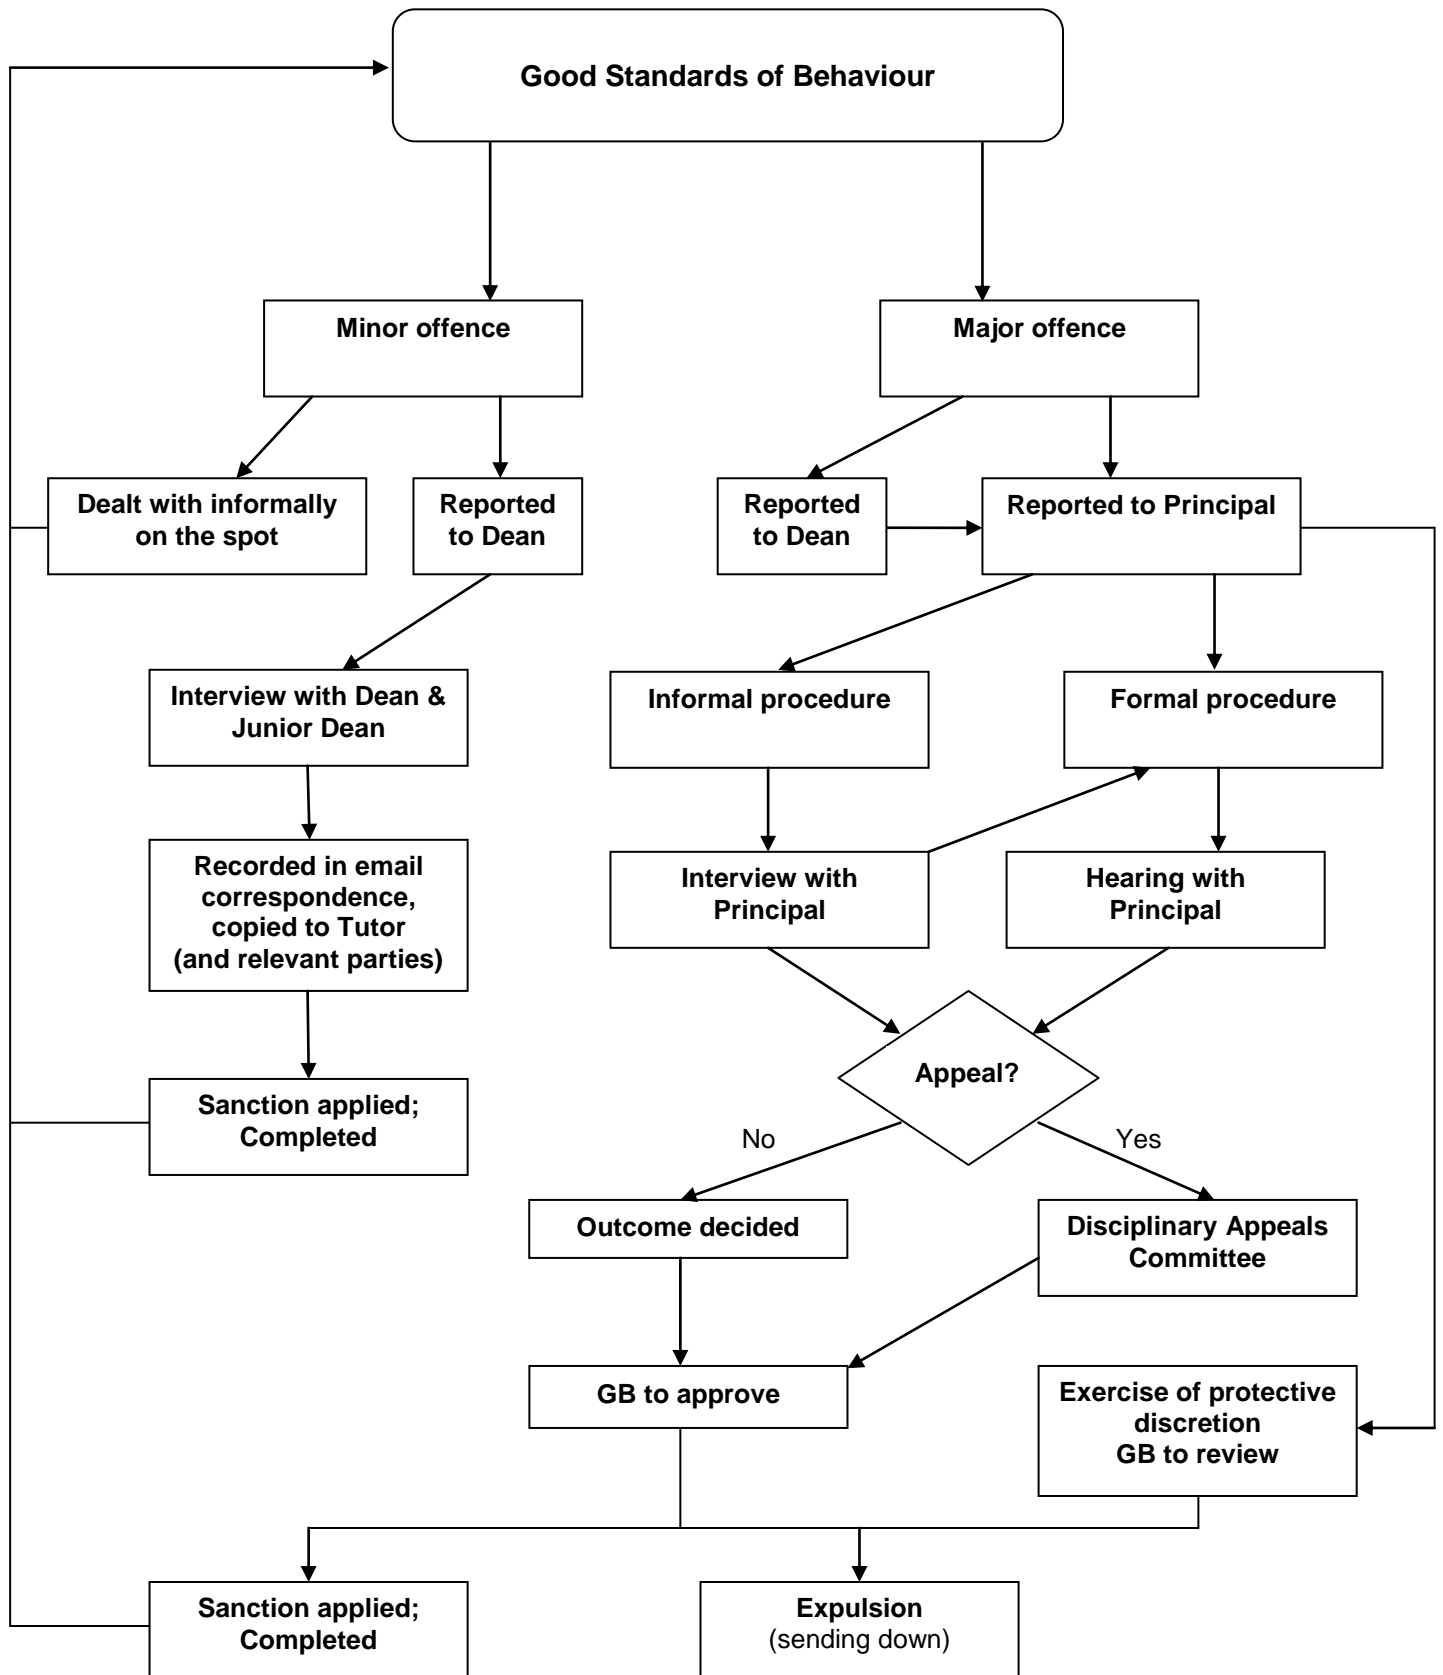 Good Standards of Behaviour
Minor offence
Major offence
Dealt with informally
on the spot
Reported
to Dean
Reported
to Dean
Reported to Principal
Interview with Dean &
Junior Dean
Informal procedure
Formal procedure
Recorded in email
correspondence,
copied to Tutor
(and relevant parties)
Interview with
Principal
Hearing with
Principal
Appeal?
Sanction applied;
Completed
No
Yes
Outcome decided
Disciplinary Appeals
Committee
GB to approve
Exercise of protective
discretion
GB to review
Sanction applied;
Completed
Expulsion
(sending down)